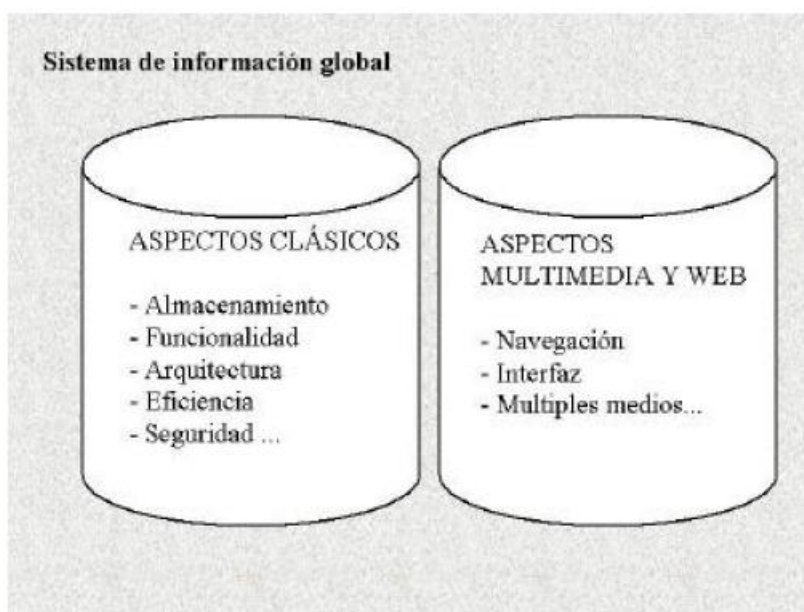 Sistema de información global
ASPECTOS CLÁSICOS
- Almacenamiento
- Funcionalidad
- Arquitectura
- Eficiencia
- Seguridad ...
ASPECTOS
MULTIMEDIA Y WEB
- Navegación
- Interfaz
- Multiples medios...